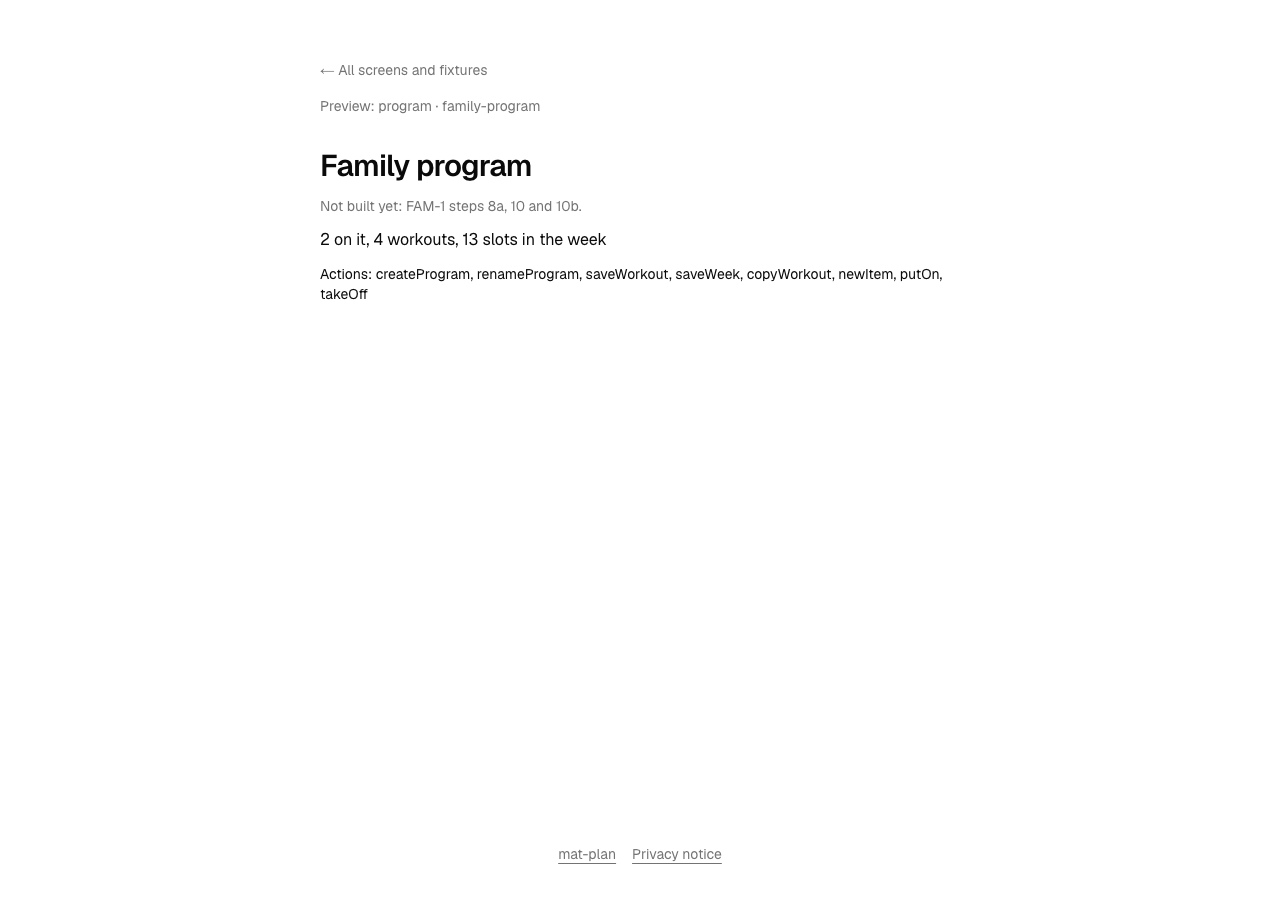 ← All screens and fixtures
Preview: program · family-program
Family program
Not built yet: FAM-1 steps 8a, 10 and 10b.
2 on it, 4 workouts, 13 slots in the week
Actions: createProgram, renameProgram, saveWorkout, saveWeek, copyWorkout, newItem, putOn,
takeOff
mat-plan Privacy notice